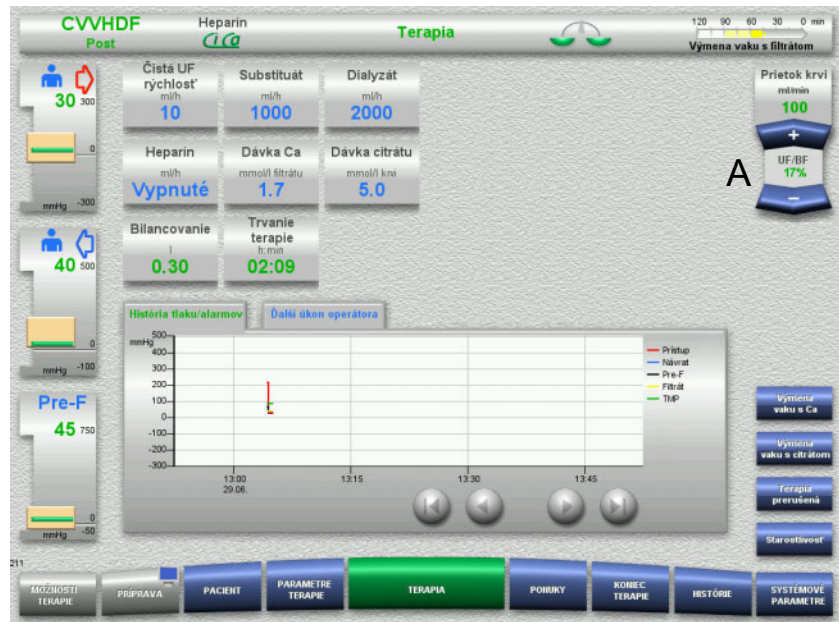 CVVHDF
Post
Heparin
Ci Ca
Terapia
120 90 60 30 0 min
Výmena vaku s filtrátom
30
300
0
mmHg -300
40
500
0
mmHg -100
Pre-F
45
750
0
mmHg -50
Čistá UF
rýchlosť
ml/h
10
Substituát
ml/h
1000
Dialyzát
ml/h
2000
Heparin
ml/h
Vypnuté
Dávka Ca
mmol/l filtrátu
1.7
Dávka citrátu
mmol/l krvi
5.0
Bilancovanie
l
0.30
Trvanie
terapie
h:min
02:09
Prietok krvi
ml/min
100
+
UF/BF
17%
–
A
História tlaku/alarmov
Ďalší úkon operátora
mmHg
500
400
300
200
100
0
-100
-200
-300
13:00
29.06.
13:15
13:30
13:45
Prístup
Návrat
Pre-F
Filtrát
TMP
Výmena
vaku s Ca
Výmena
vaku s citrátom
Terapia
prerušená
Starostlivosť
211
MOŽNOSTI
TERAPIE
PRÍPRAVA
PACIENT
PARAMETRE
TERAPIE
TERAPIA
PONUKY
KONIEC
TERAPIE
HISTÓRIE
SYSTÉMOVÉ
PARAMETRE